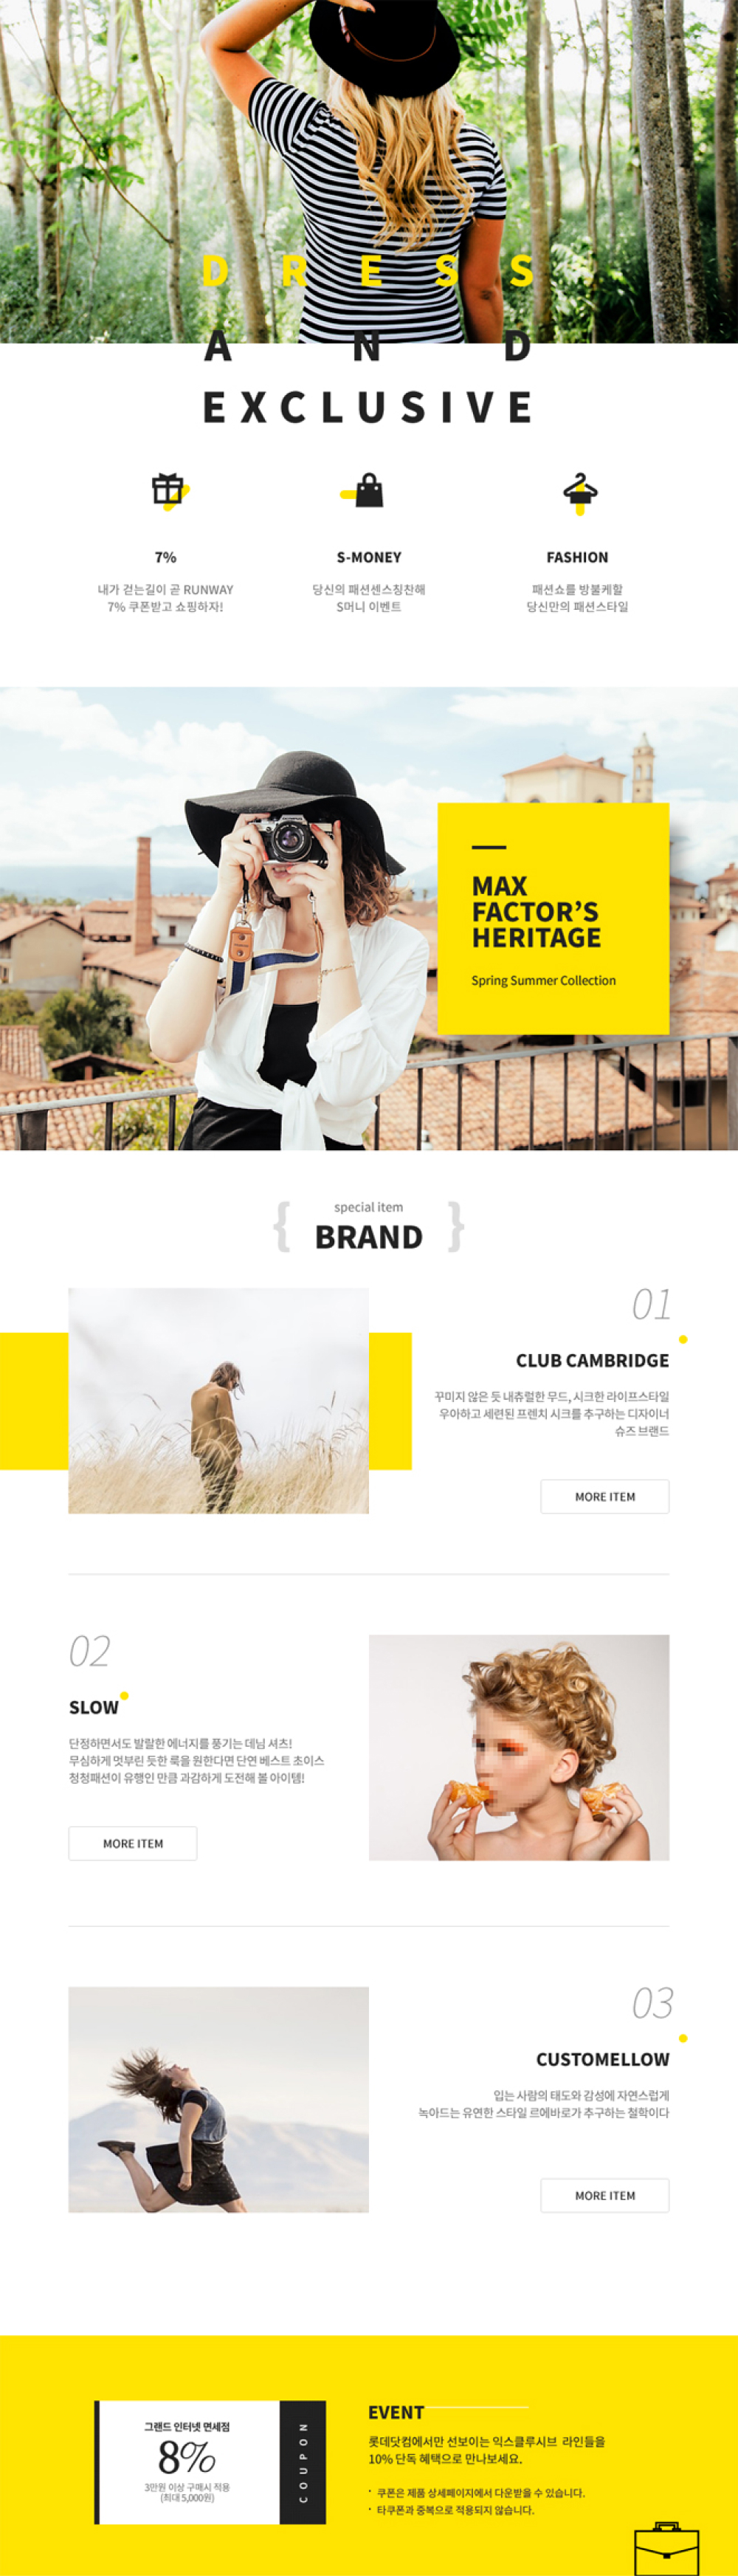 DRESS
AND
EXCLUSIVE
7%
내가 걷는길이 곧 RUNWAY
7% 쿠폰받고 쇼핑하자!
S-MONEY
당신의 패션센스칭찬해
S머니 이벤트
FASHION
패션쇼를 방불케할
당신만의 패션스타일
MAX
FACTOR’S
HERITAGE
Spring Summer Collection
{ special item }
BRAND
01
CLUB CAMBRIDGE
꾸미지 않은 듯 내츄럴한 무드, 시크한 라이프스타일
우아하고 세련된 프렌치 시크를 추구하는 디자이너
슈즈 브랜드
MORE ITEM
02
SLOW
단정하면서도 발랄한 에너지를 풍기는 데님 셔츠!
무심하게 멋부린 듯한 룩을 원한다면 단연 베스트 초이스
청청패션이 유행인 만큼 과감하게 도전해 볼 아이템!
MORE ITEM
03
CUSTOMELLOW
입는 사람의 태도와 감성에 자연스럽게
녹아드는 유연한 스타일 르에바로가 추구하는 철학이다
MORE ITEM
그랜드 인터넷 면세점
8%
3만원 이상 구매시 적용
(최대 5,000원)
COUPON
EVENT
롯데닷컴에서만 선보이는 익스클루시브 라인들을
10% 단독 혜택으로 만나보세요.
· 쿠폰은 제품 상세페이지에서 다운받을 수 있습니다.
· 타쿠폰과 중복으로 적용되지 않습니다.